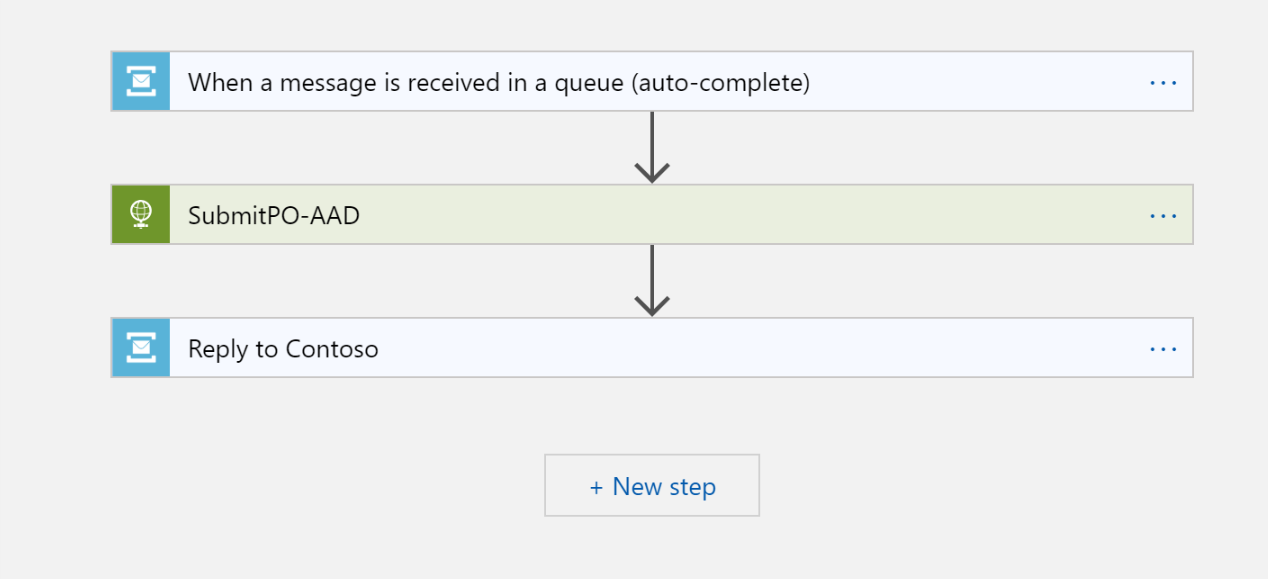 When a message is received in a queue (auto-complete)
SubmitPO-AAD
Reply to Contoso
+ New step